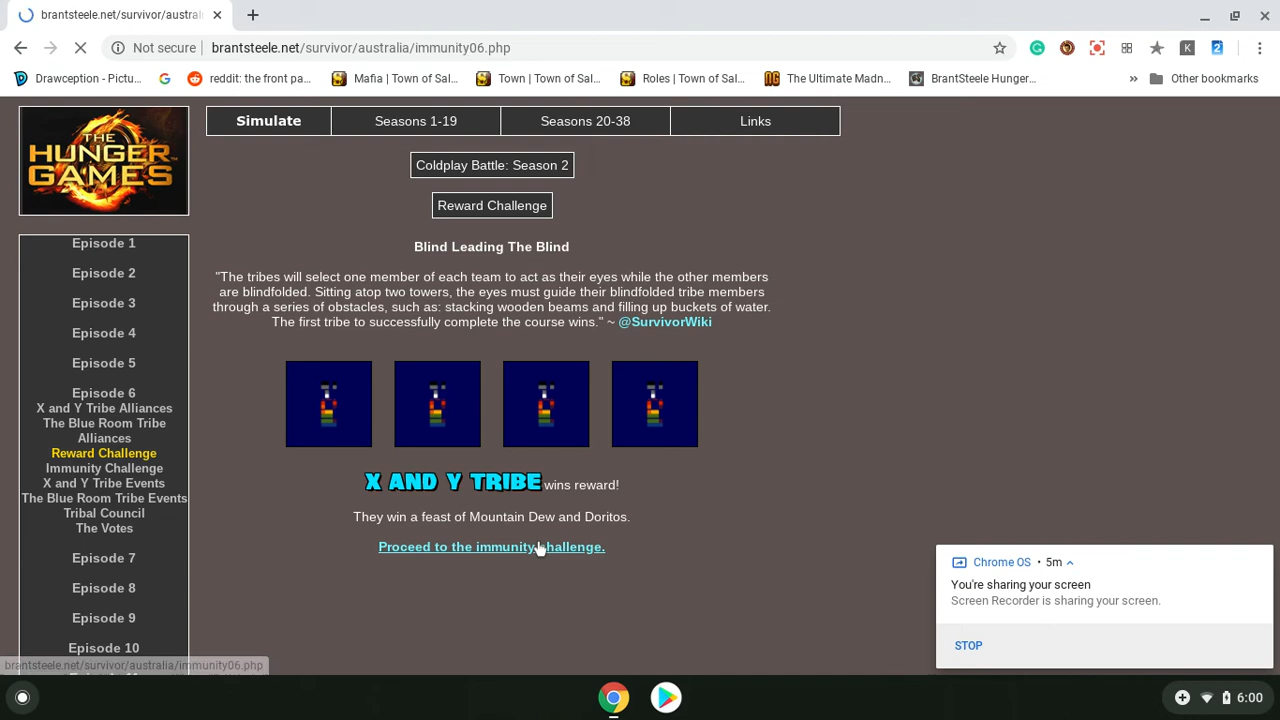 brantsteele.net/survivor/austral
Not secure
brantsteele.net/survivor/australia/immunity06.php
K
2
Drawception - Pictu...
reddit: the front pa...
Mafia | Town of Sal...
Town | Town of Sal...
Roles | Town of Sal...
The Ultimate Madn...
BrantSteele Hunger...
Other bookmarks
THE
HUNGER
GAMES
Simulate
Seasons 1-19
Seasons 20-38
Links
Coldplay Battle: Season 2
Reward Challenge
Blind Leading The Blind
"The tribes will select one member of each team to act as their eyes while the other members
are blindfolded. Sitting atop two towers, the eyes must guide their blindfolded tribe members
through a series of obstacles, such as: stacking wooden beams and filling up buckets of water.
The first tribe to successfully complete the course wins." ~ @SurvivorWiki
X AND Y TRIBE wins reward!
They win a feast of Mountain Dew and Doritos.
Proceed to the immunity challenge.
Episode 1
Episode 2
Episode 3
Episode 4
Episode 5
Episode 6
X and Y Tribe Alliances
The Blue Room Tribe
Alliances
Reward Challenge
Immunity Challenge
X and Y Tribe Events
The Blue Room Tribe Events
Tribal Council
The Votes
Episode 7
Episode 8
Episode 9
Episode 10
brantsteele.net/survivor/australia/immunity06.php
Chrome OS • 5m
You're sharing your screen
Screen Recorder is sharing your screen.
STOP
6:00